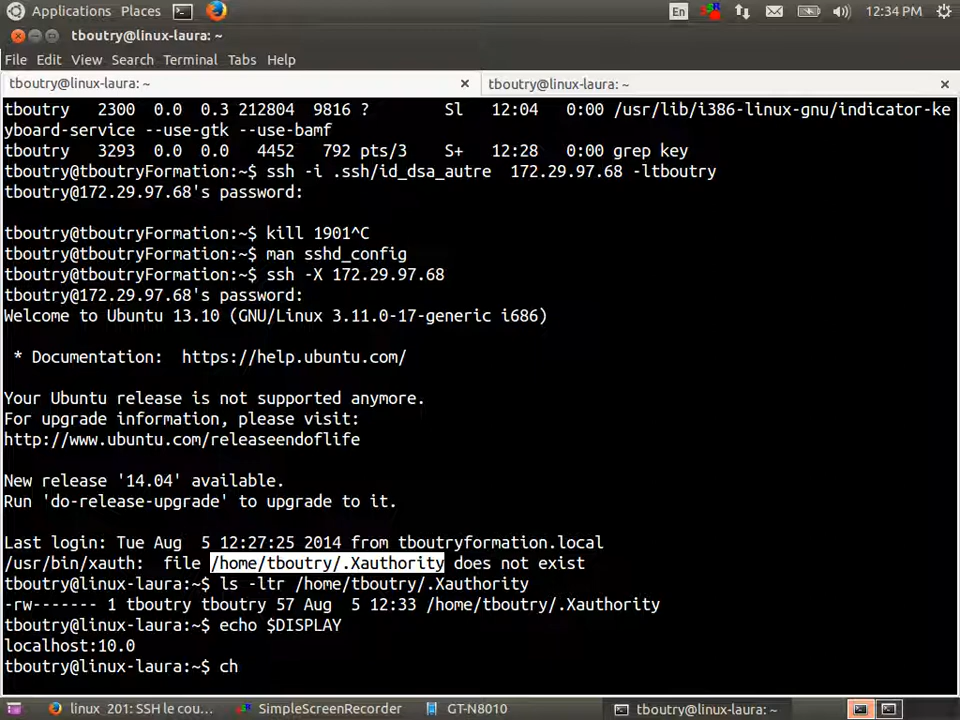 Applications Places En 12:34 PM
tboutry@linux-laura: ~
File Edit View Search Terminal Tabs Help
tboutry@linux-laura: ~ × tboutry@linux-laura: ~ ×
tboutry 2300 0.0 0.3 212804 9816 ? Sl 12:04 0:00 /usr/lib/i386-linux-gnu/indicator-ke
yboard-service --use-gtk --use-bamf
tboutry 3293 0.0 0.0 4452 792 pts/3 S+ 12:28 0:00 grep key
tboutry@tboutryFormation:~$ ssh -i .ssh/id_dsa_autre 172.29.97.68 -ltboutry
tboutry@172.29.97.68's password:
tboutry@tboutryFormation:~$ kill 1901^C
tboutry@tboutryFormation:~$ man sshd_config
tboutry@tboutryFormation:~$ ssh -X 172.29.97.68
tboutry@172.29.97.68's password:
Welcome to Ubuntu 13.10 (GNU/Linux 3.11.0-17-generic i686)
* Documentation: https://help.ubuntu.com/
Your Ubuntu release is not supported anymore.
For upgrade information, please visit:
http://www.ubuntu.com/releaseendoflife
New release '14.04' available.
Run 'do-release-upgrade' to upgrade to it.
Last login: Tue Aug 5 12:27:25 2014 from tboutryformation.local
/usr/bin/xauth: file /home/tboutry/.Xauthority does not exist
tboutry@linux-laura:~$ ls -ltr /home/tboutry/.Xauthority
-rw------- 1 tboutry tboutry 57 Aug 5 12:33 /home/tboutry/.Xauthority
tboutry@linux-laura:~$ echo $DISPLAY
localhost:10.0
tboutry@linux-laura:~$ ch
linux_201: SSH le cou... SimpleScreenRecorder GT-N8010 tboutry@linux-laura: ~